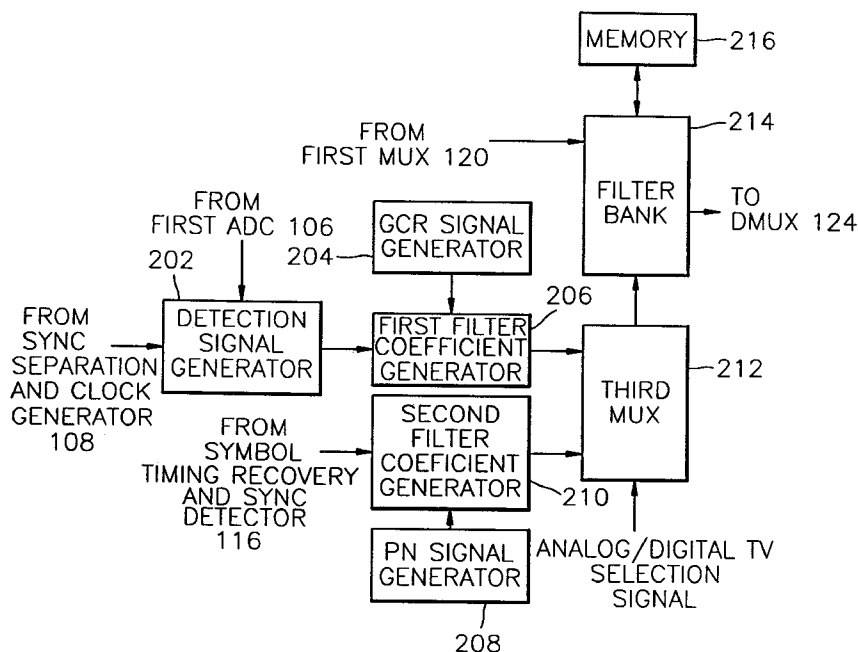 MEMORY
216
214
FROM
FIRST MUX 120
FILTER
BANK
TO
DMUX 124
FROM
FIRST ADC 106
GCR SIGNAL
GENERATOR
204
202
206
FROM
SYNC
SEPARATION
AND CLOCK
GENERATOR
108
DETECTION
SIGNAL
GENERATOR
FIRST FILTER
COEFFICIENT
GENERATOR
212
THIRD
MUX
FROM
SYMBOL
TIMING RECOVERY
AND SYNC
DETECTOR
116
SECOND
FILTER
COEFICIENT
GENERATOR
210
PN SIGNAL
GENERATOR
208
ANALOG/DIGITAL TV
SELECTION
SIGNAL